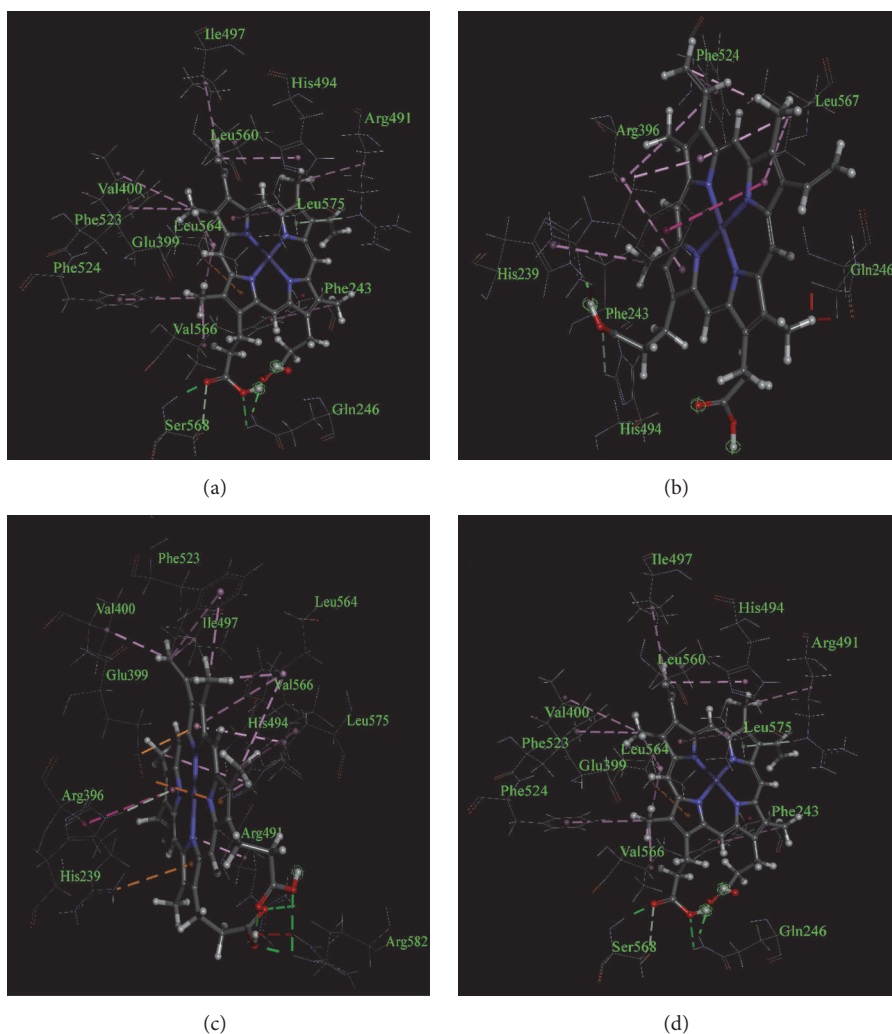 Ile497
His494
Arg491
Leu560
Val400
Phe523
Leu564
Leu575
Glu399
Phe524
Phe243
Val566
Ser568
Gln246
(a)
Phe524
Leu567
Arg396
His239
Gln246
Phe243
His494
(b)
Phe523
Leu564
Val400
Ile497
Glu399
Val566
His494
Leu575
Arg396
Arg491
His239
Arg582
(c)
Ile497
His494
Arg491
Leu560
Val400
Phe523
Leu564
Leu575
Glu399
Phe524
Phe243
Val566
Ser568
Gln246
(d)